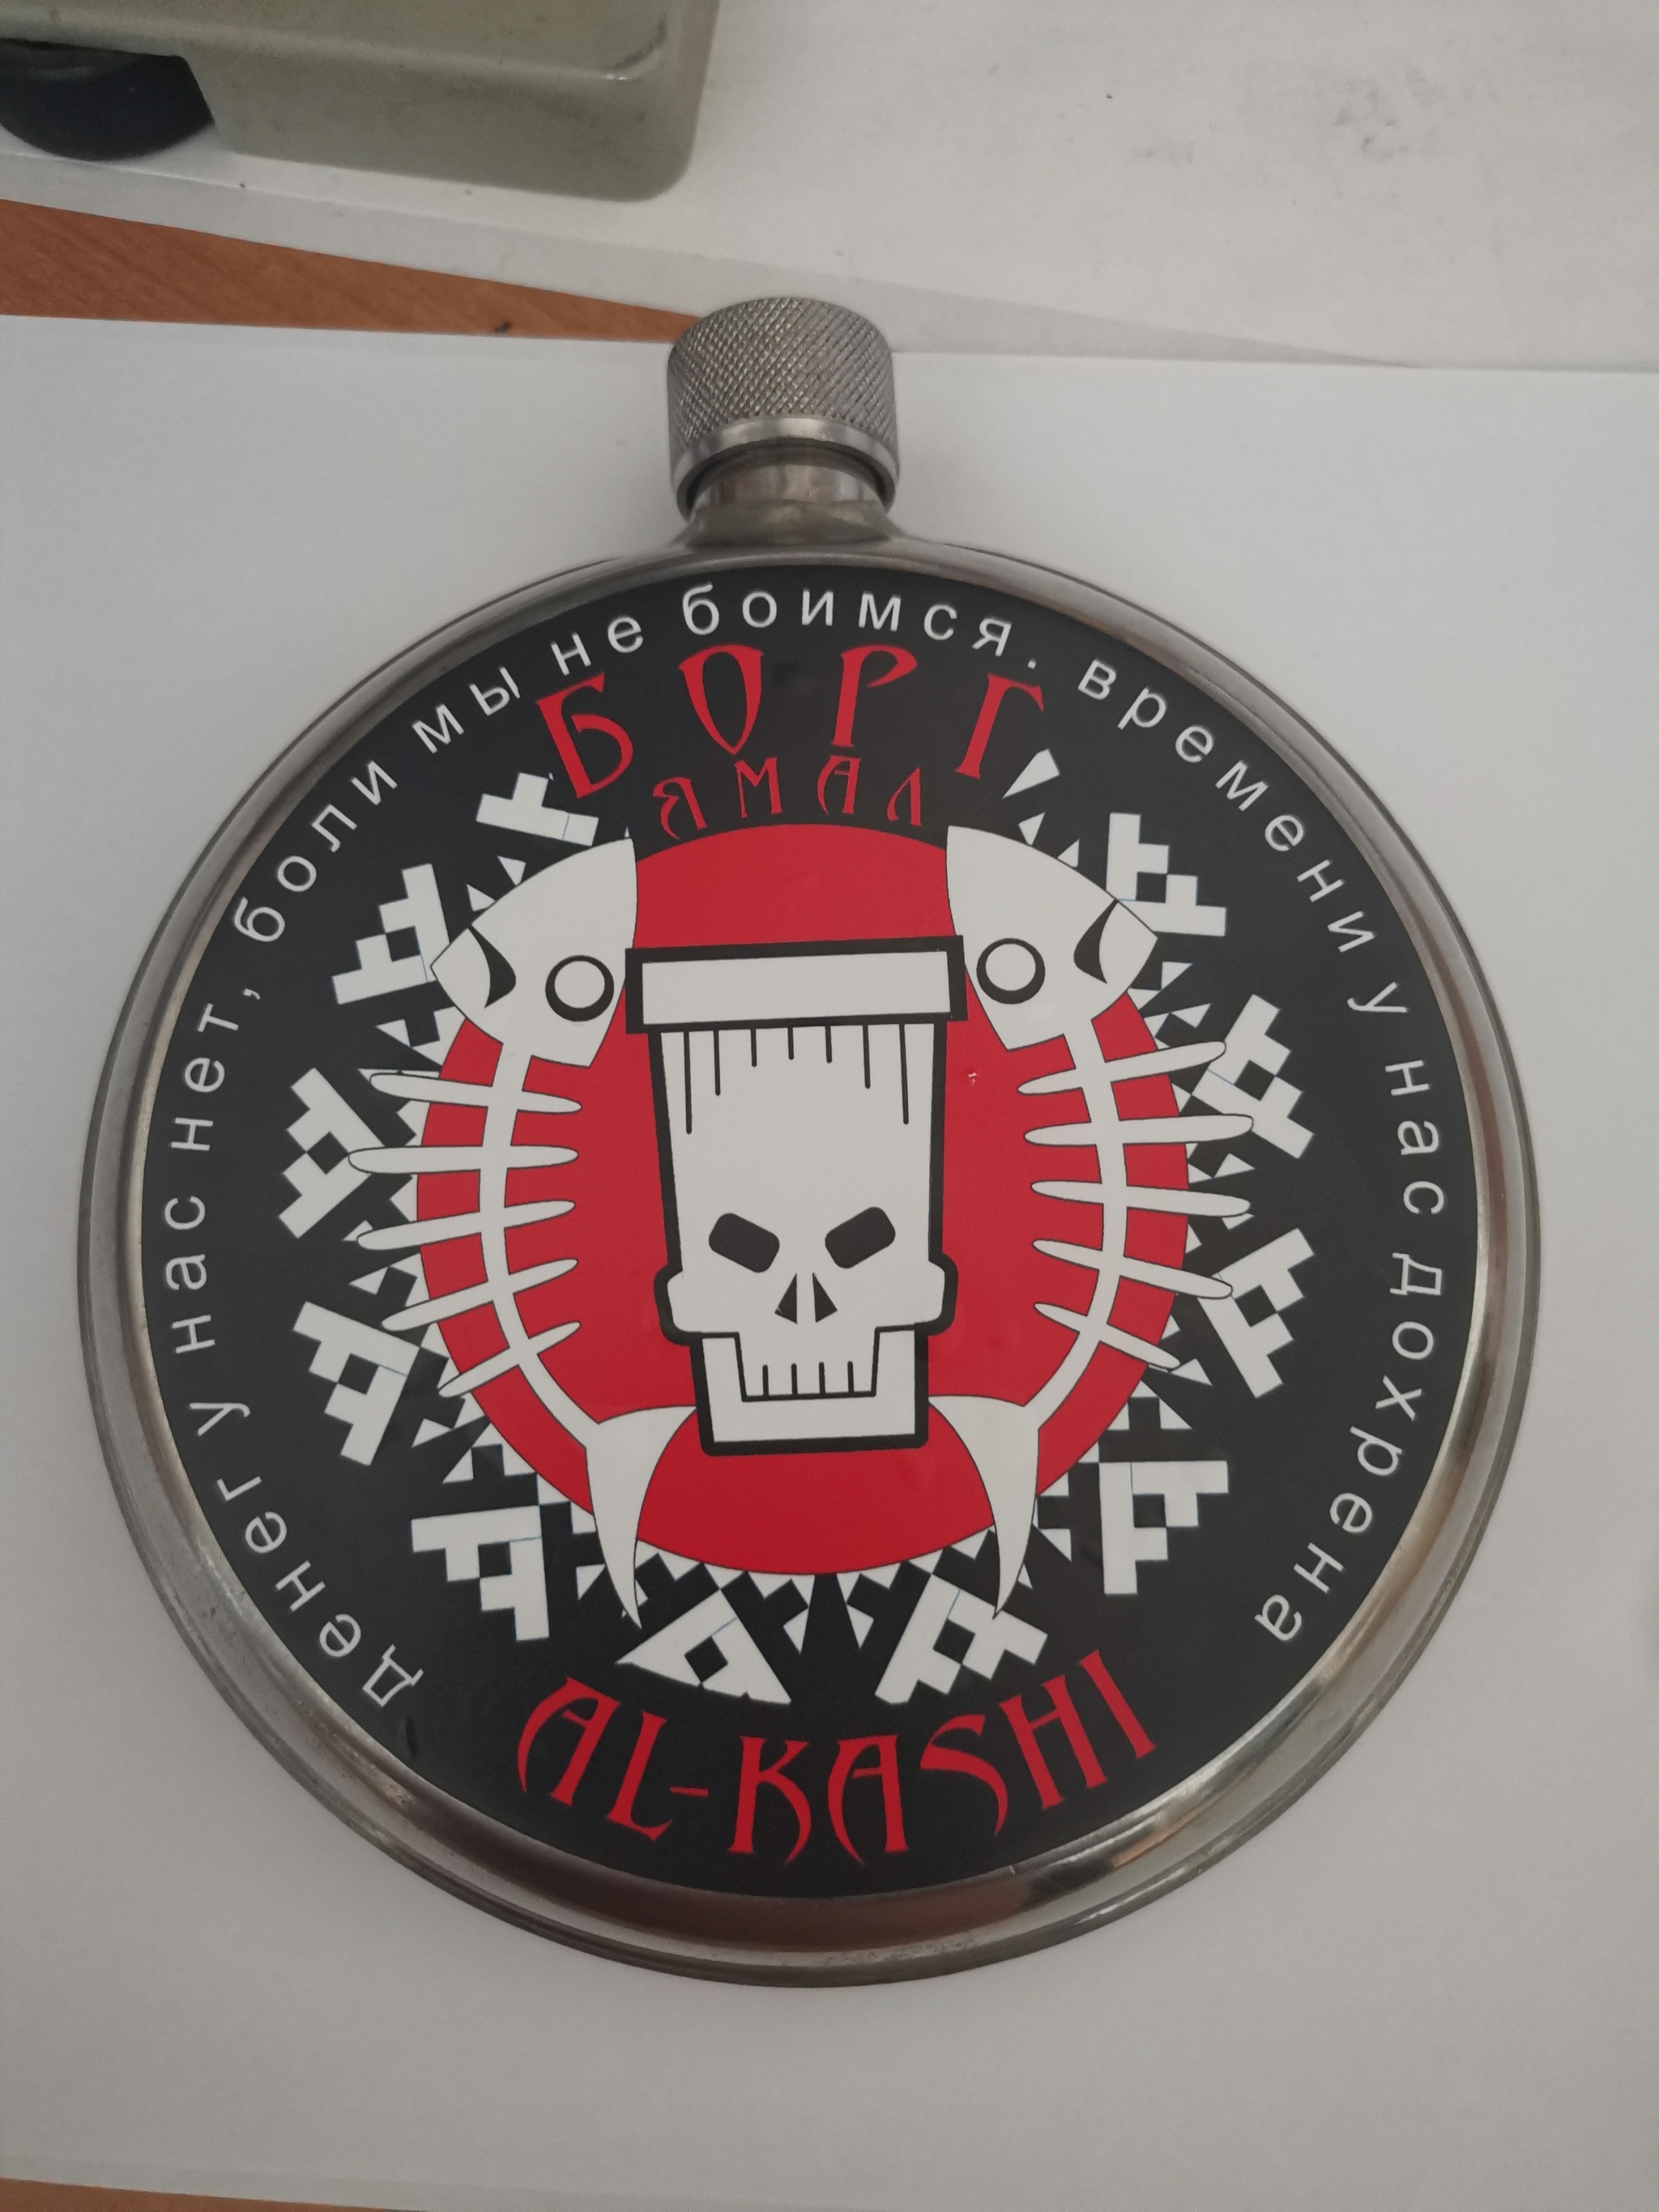 денег у нас нет, боли мы не боимся. времени у нас дохрена
БОРГ
ЯМАЛ
AL-KASHI